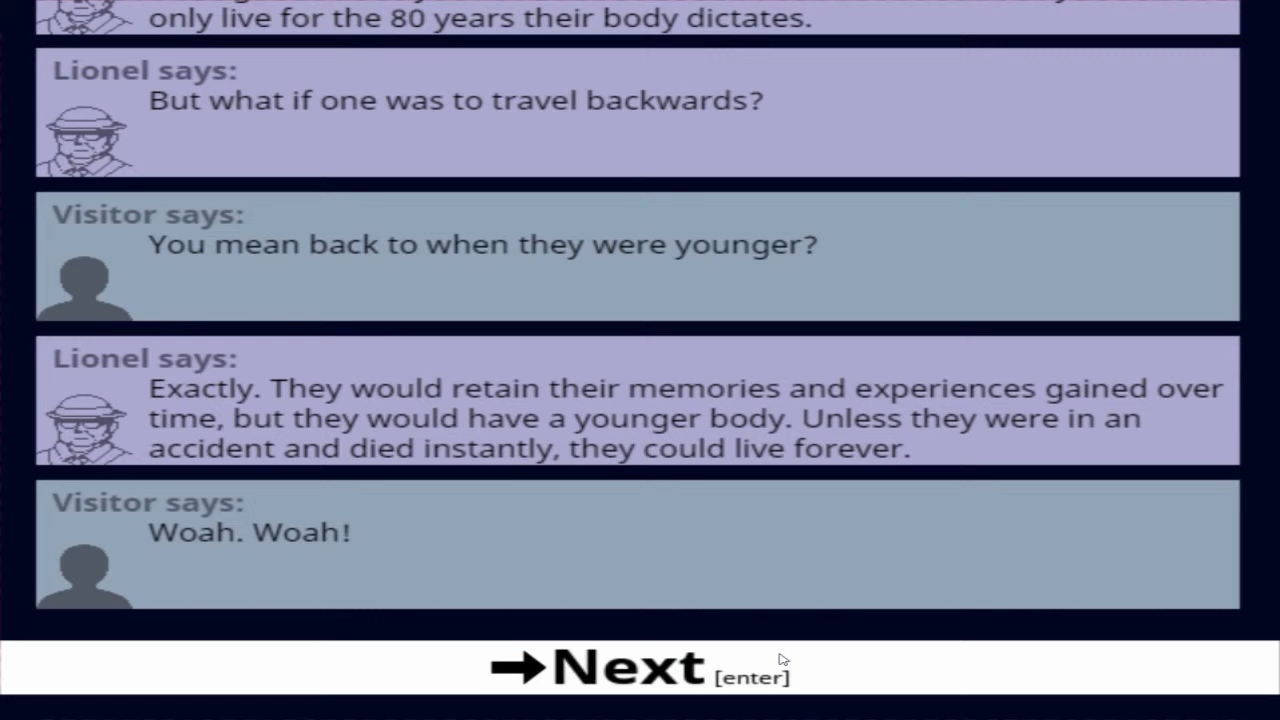 only live for the 80 years their body dictates.
Lionel says:
But what if one was to travel backwards?
Visitor says:
You mean back to when they were younger?
Lionel says:
Exactly. They would retain their memories and experiences gained over
time, but they would have a younger body. Unless they were in an
accident and died instantly, they could live forever.
Visitor says:
Woah. Woah!
➡Next [enter]